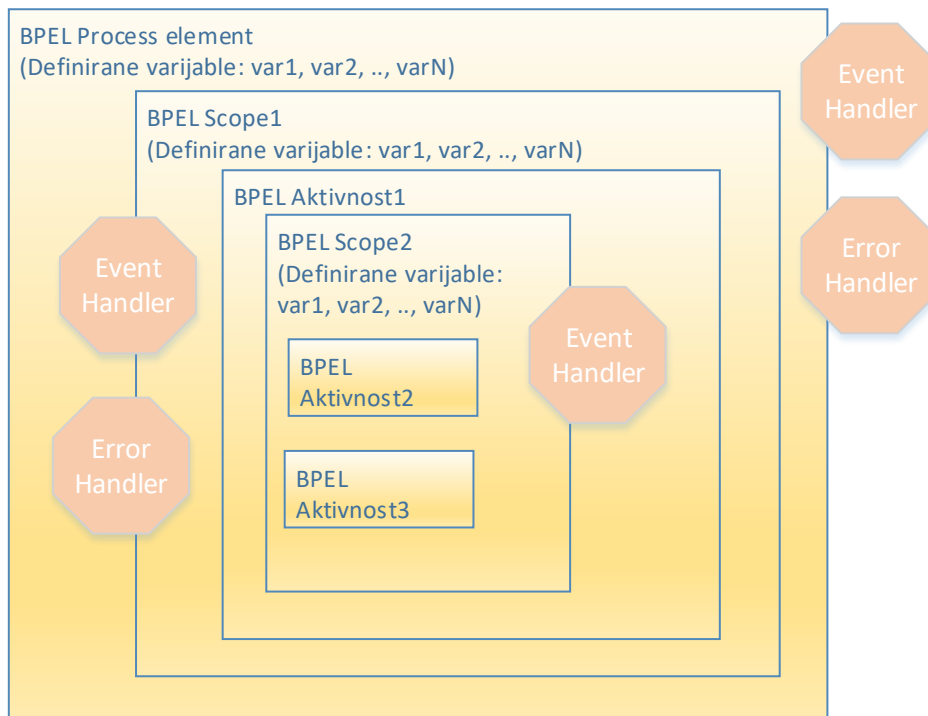 BPEL Process element
(Definirane varijable: var1, var2, .., varN)
Event
Handler
BPEL Scope1
(Definirane varijable: var1, var2, .., varN)
BPEL Aktivnost1
Error
Handler
Event
Handler
BPEL Scope2
(Definirane varijable:
var1, var2, .., varN)
Event
Handler
BPEL
Aktivnost2
Error
Handler
BPEL
Aktivnost3